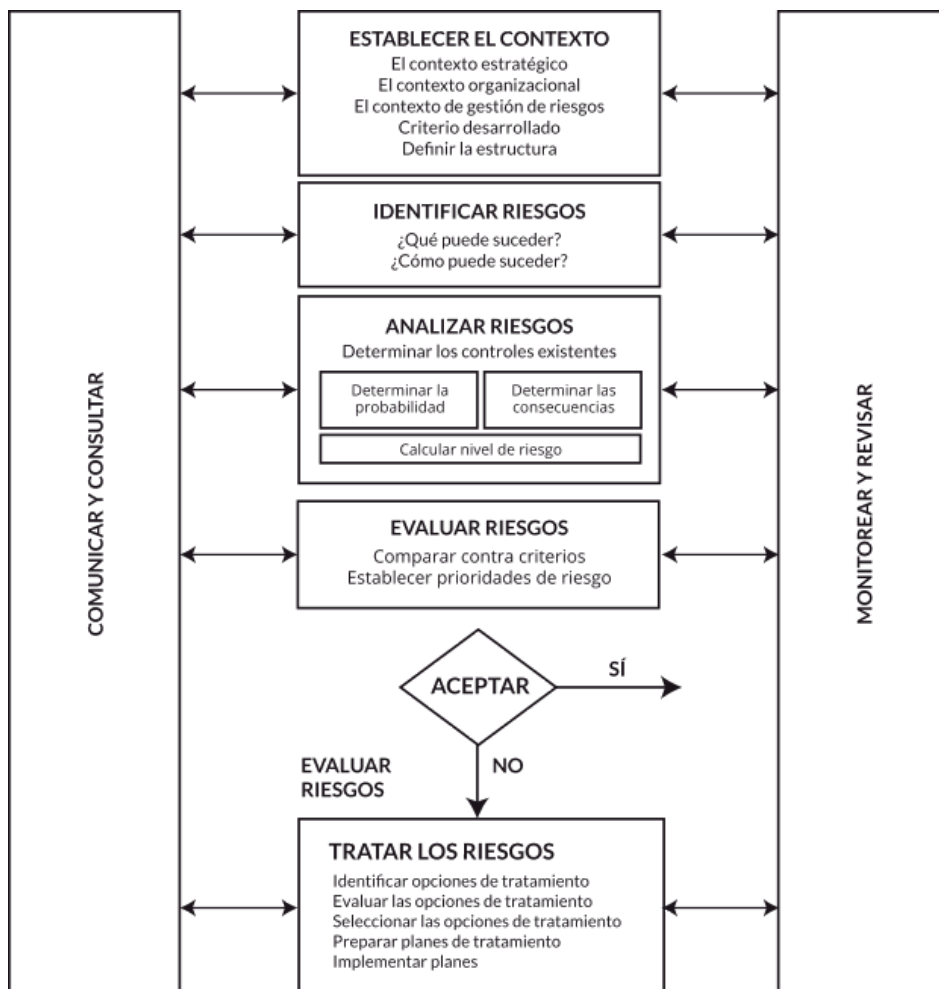 ESTABLECER EL CONTEXTO
El contexto estratégico
El contexto organizacional
El contexto de gestión de riesgos
Criterio desarrollado
Definir la estructura
IDENTIFICAR RIESGOS
¿Qué puede suceder?
¿Cómo puede suceder?
ANALIZAR RIESGOS
Determinar los controles existentes
Determinar la
probabilidad
Determinar las
consecuencias
Calcular nivel de riesgo
EVALUAR RIESGOS
Comparar contra criterios
Establecer prioridades de riesgo
ACEPTAR
SÍ
NO
EVALUAR
RIESGOS
TRATAR LOS RIESGOS
Identificar opciones de tratamiento
Evaluar las opciones de tratamiento
Seleccionar las opciones de tratamiento
Preparar planes de tratamiento
Implementar planes
COMUNICAR Y CONSULTAR
MONITOREAR Y REVISAR